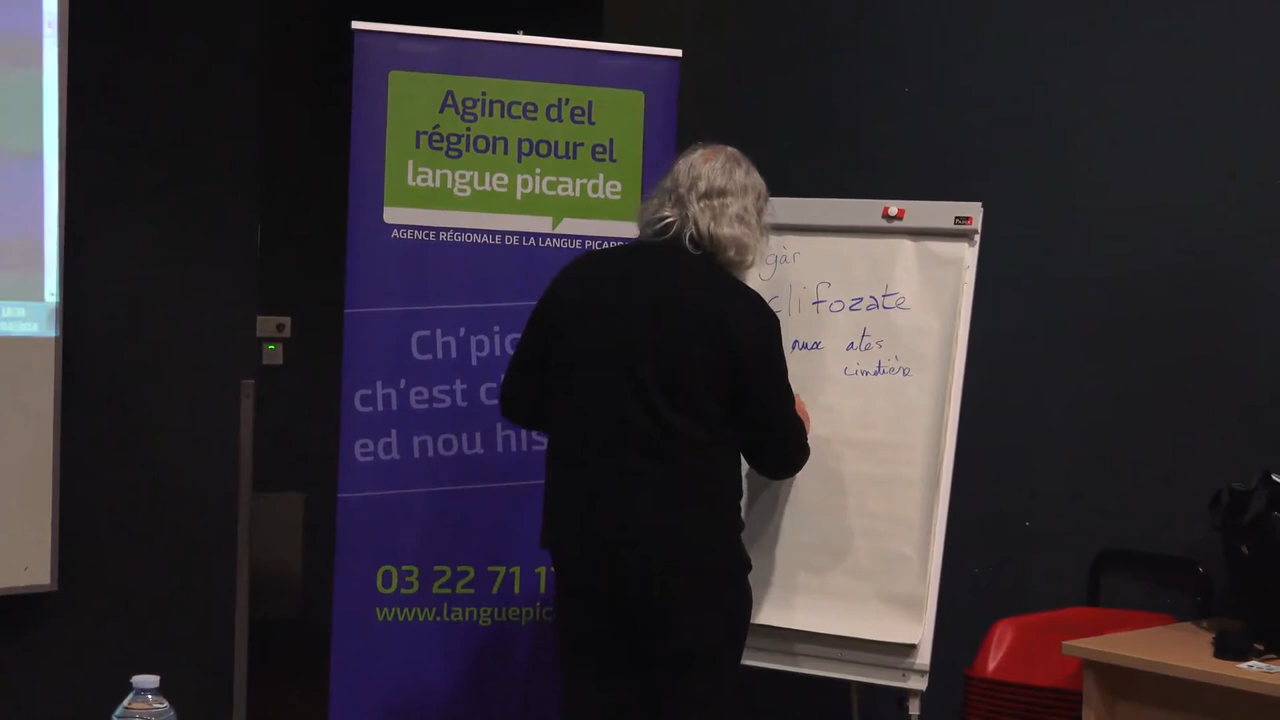 Agince d'el
région pour el
langue picarde
AGENCE RÉGIONALE DE LA LANGUE
Ch'pic
ch'est c
ed nou his
03 22 71 1
www.languepic
gàr
clifozate
aux ates
cimetière